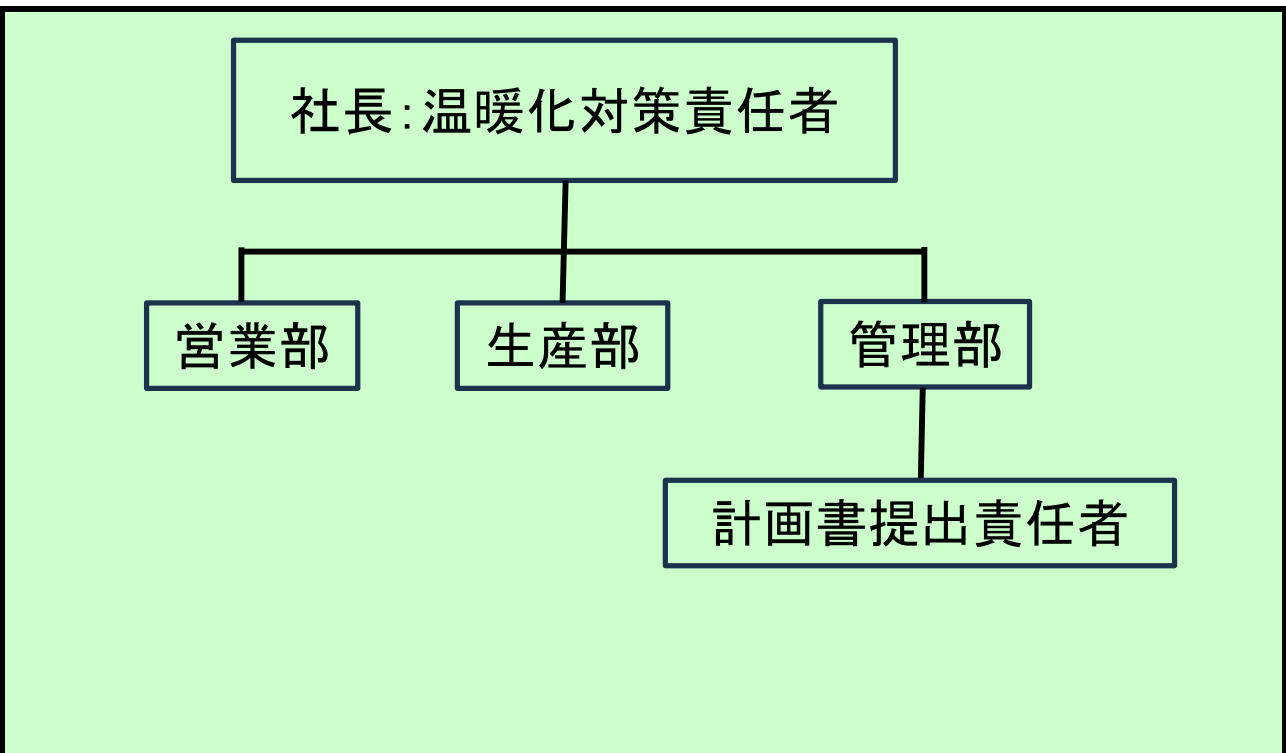 社長：温暖化対策責任者
営業部
生産部
管理部
計画書提出責任者